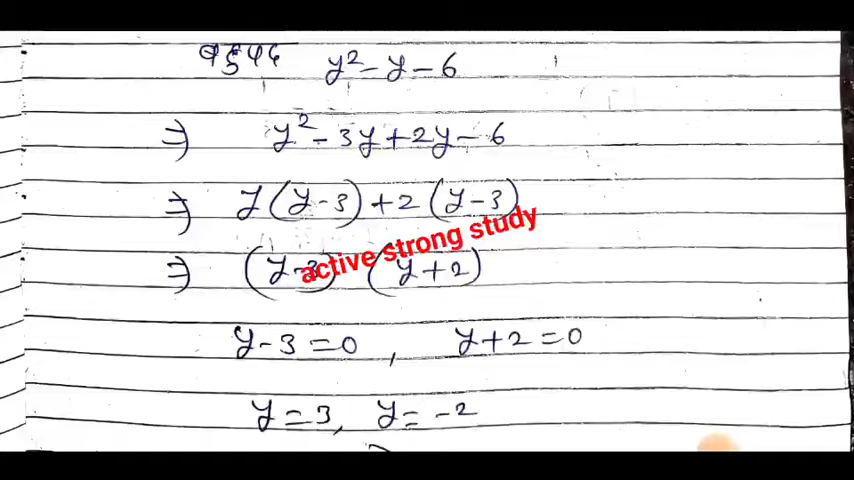 y² - y - 6
⇒ y² - 3y + 2y - 6
⇒ y (y - 3) + 2 (y - 3)
⇒ (y - 3) (y + 2)
active strong study
y - 3 = 0 , y + 2 = 0
y = 3, y = -2